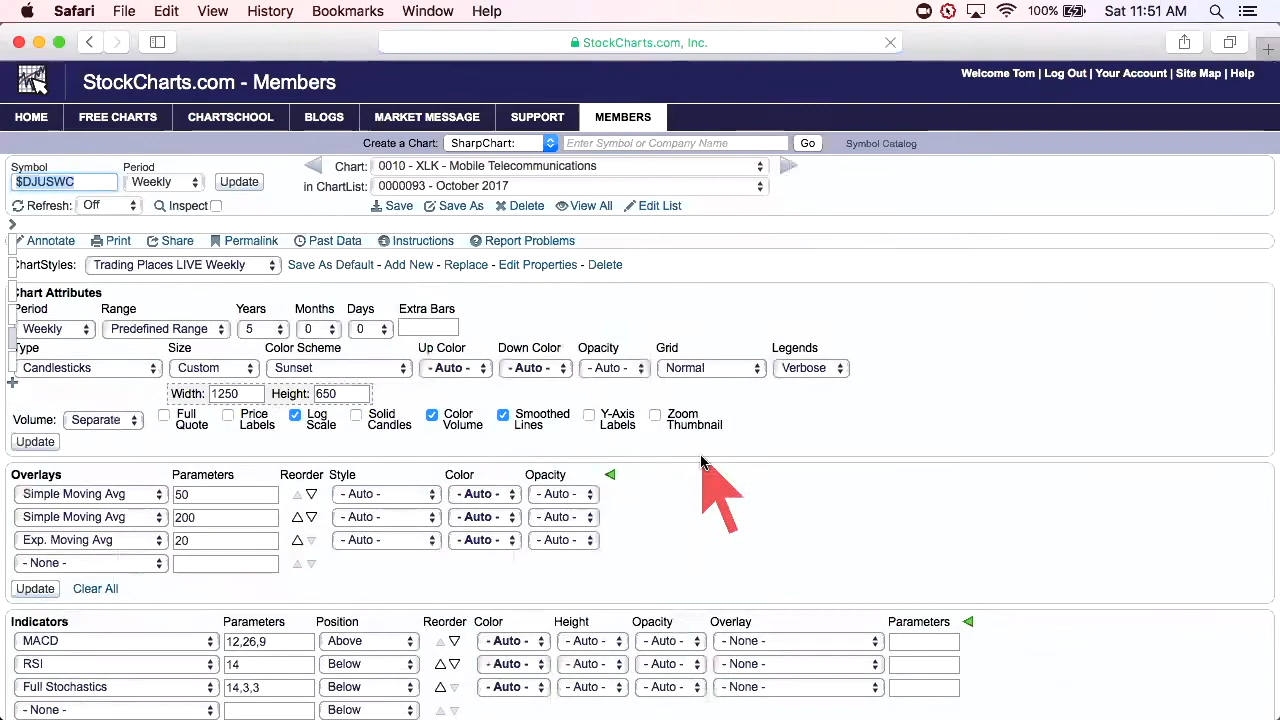 Safari File Edit View History Bookmarks Window Help 100% Sat 11:51 AM
StockCharts.com, Inc.
StockCharts.com - Members
Welcome Tom | Log Out | Your Account | Site Map | Help
HOME FREE CHARTS CHARTSCHOOL BLOGS MARKET MESSAGE SUPPORT MEMBERS
Create a Chart: SharpChart: Enter Symbol or Company Name Go Symbol Catalog
Symbol Period Chart: 0010 - XLK - Mobile Telecommunications
$DJUSWC Weekly Update in ChartList: 0000093 - October 2017
Refresh: Off Inspect Save Save As Delete View All Edit List
Annotate Print Share Permalink Past Data Instructions Report Problems
ChartStyles: Trading Places LIVE Weekly Save As Default - Add New - Replace - Edit Properties - Delete
Chart Attributes
Period Range Years Months Days Extra Bars
Weekly Predefined Range 5 0 0
Type Size Color Scheme Up Color Down Color Opacity Grid Legends
Candlesticks Custom Sunset - Auto - - Auto - - Auto - Normal Verbose
Width: 1250 Height: 650
Volume: Separate Full Quote Price Labels Log Scale Solid Candles Color Volume Smoothed Lines Y-Axis Labels Zoom Thumbnail
Update
Overlays Parameters Reorder Style Color Opacity
Simple Moving Avg 50 - Auto - - Auto - - Auto -
Simple Moving Avg 200 - Auto - - Auto - - Auto -
Exp. Moving Avg 20 - Auto - - Auto - - Auto -
- None -
Update Clear All
Indicators Parameters Position Reorder Color Height Opacity Overlay Parameters
MACD 12,26,9 Above - Auto - - Auto - - Auto - - None -
RSI 14 Below - Auto - - Auto - - Auto - - None -
Full Stochastics 14,3,3 Below - Auto - - Auto - - Auto - - None -
- None - Below